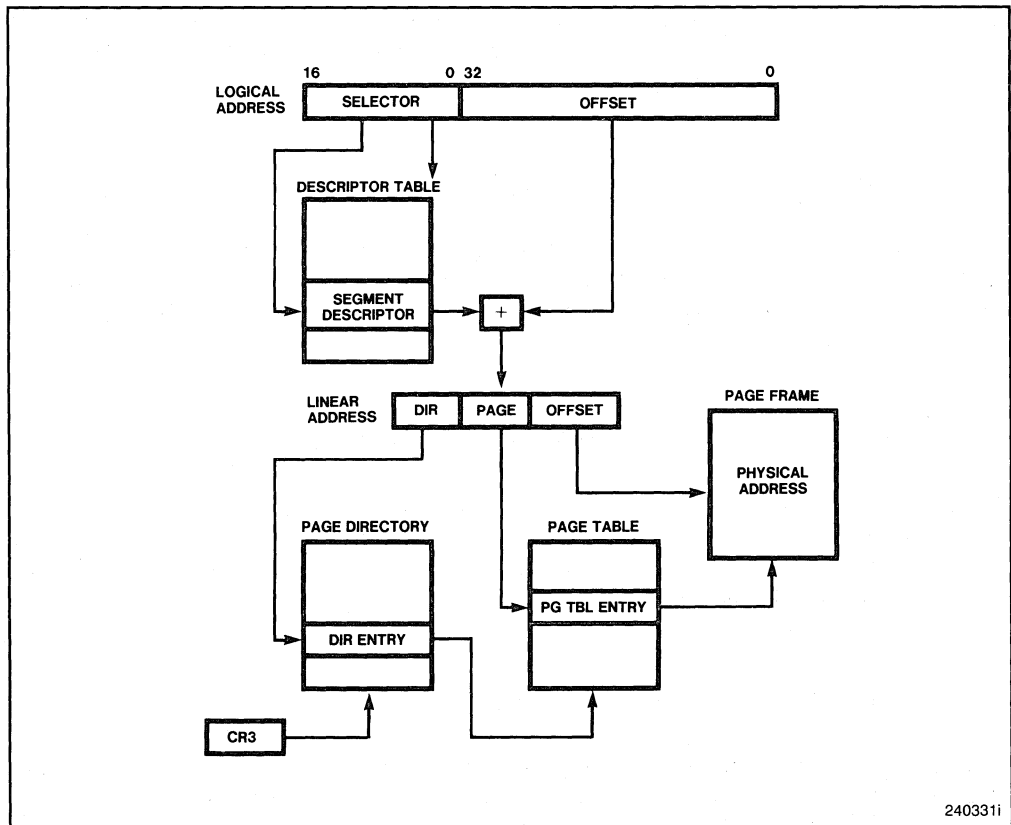 16 0 32 0
LOGICAL
ADDRESS
SELECTOR OFFSET
DESCRIPTOR TABLE
SEGMENT
DESCRIPTOR
+
LINEAR
ADDRESS
DIR PAGE OFFSET
PAGE FRAME
PHYSICAL
ADDRESS
PAGE DIRECTORY
PAGE TABLE
PG TBL ENTRY
DIR ENTRY
CR3
240331i